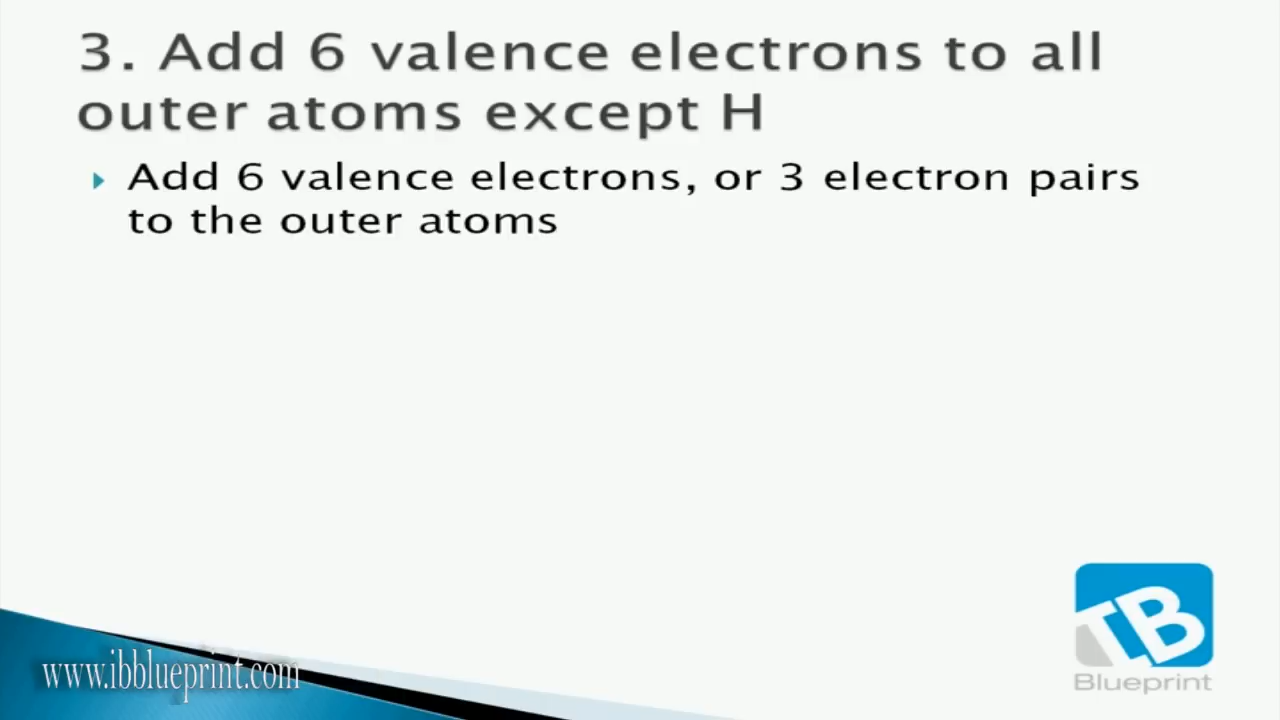 3. Add 6 valence electrons to all
outer atoms except H
Add 6 valence electrons, or 3 electron pairs
to the outer atoms
www.ibblueprint.com
IB
Blueprint